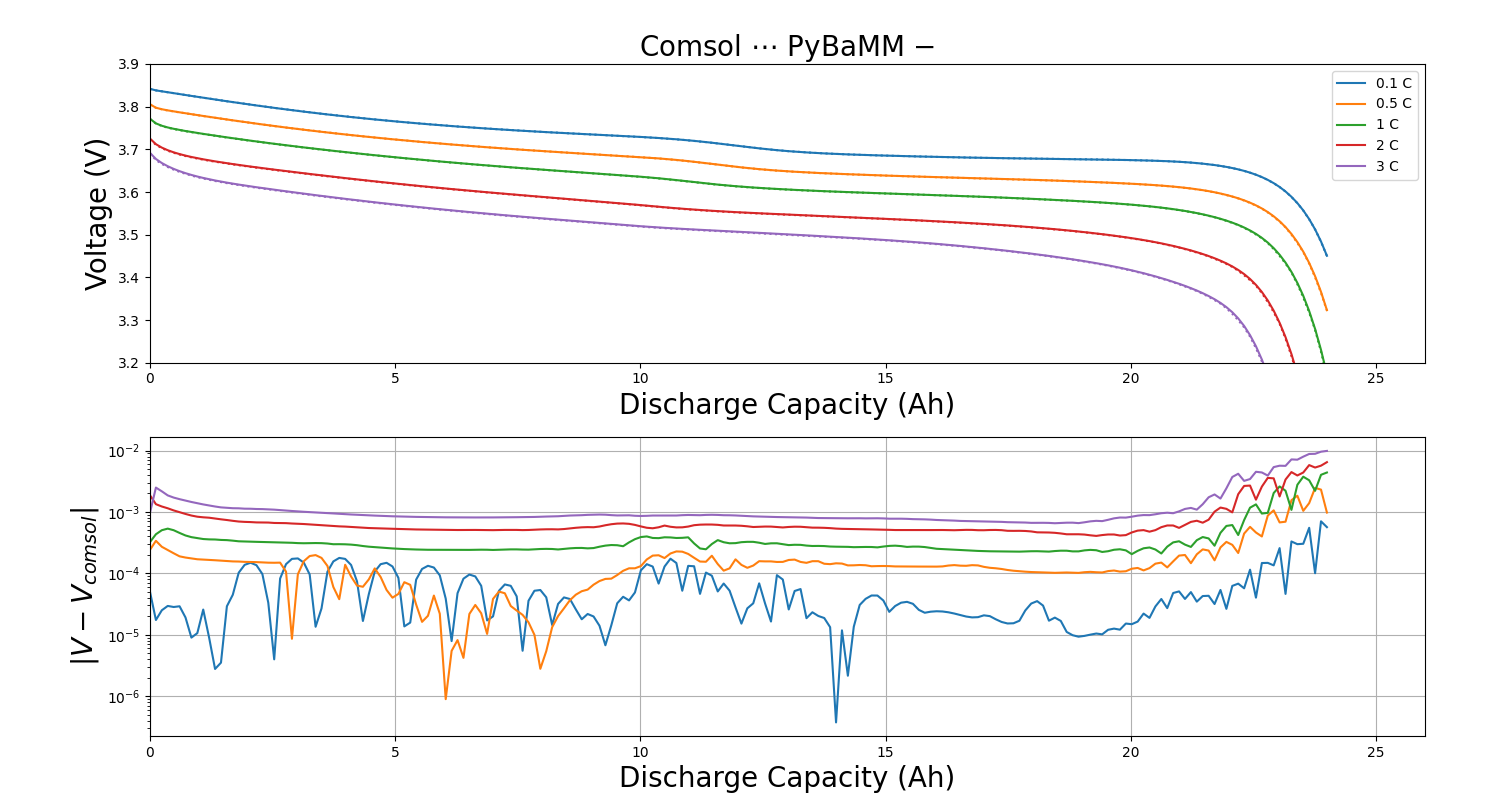 Comsol ⋯ PyBaMM −
3.9
3.8
3.7
3.6
3.5
3.4
3.3
3.2
Voltage (V)
0.1 C
0.5 C
1 C
2 C
3 C
0 5 10 15 20 25
Discharge Capacity (Ah)
10⁻²
10⁻³
10⁻⁴
10⁻⁵
10⁻⁶
|V − V_comsol|
0 5 10 15 20 25
Discharge Capacity (Ah)